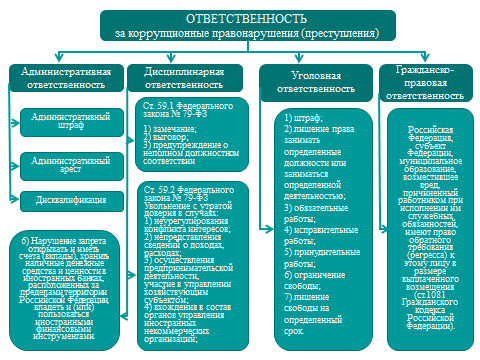 ОТВЕТСТВЕННОСТЬ
за коррупционные правонарушения (преступления)
Административная
ответственность
Административный
штраф
Административный
арест
Дисквалификация
6) Нарушение запрета
открывать и иметь
счета (вклады), хранить
наличные денежные
средства и ценности в
иностранных банках,
расположенных за
пределами территории
Российской Федерации,
владеть и (или)
пользоваться
иностранными
финансовыми
инструментами.
Дисциплинарная
ответственность
Ст. 59.1 Федерального
закона № 79-ФЗ
1) замечание;
2) выговор;
3) предупреждение о
неполном должностном
соответствии
Ст. 59.2 Федерального
закона № 79-ФЗ
Увольнение с утратой
доверия в случаях:
1) неурегулирования
конфликта интересов;
2) непредставления
сведений о доходах,
расходах;
3) осуществления
предпринимательской
деятельности,
участие в управлении
хозяйствующим
субъектом;
4) вхождения в состав
органов управления
иностранных
некоммерческих
организаций;
Уголовная
ответственность
1) штраф;
2) лишение права
занимать
определенные
должности или
заниматься
определенной
деятельностью;
3) обязательные
работы;
4) исправительные
работы;
5) принудительные
работы;
6) ограничение
свободы;
7) лишение
свободы на
определенный
срок.
Гражданско-
правовая
ответственность
Российская
Федерация,
субъект
Федерации,
муниципальное
образование,
возместившее
вред,
причиненный
работником при
исполнении им
служебных,
обязанностей,
имеют право
обратного
требования
(регресса) к
этому лицу в
размере
выплаченного
возмещения
(ст.1081
Гражданского
кодекса
Российской
Федерации).